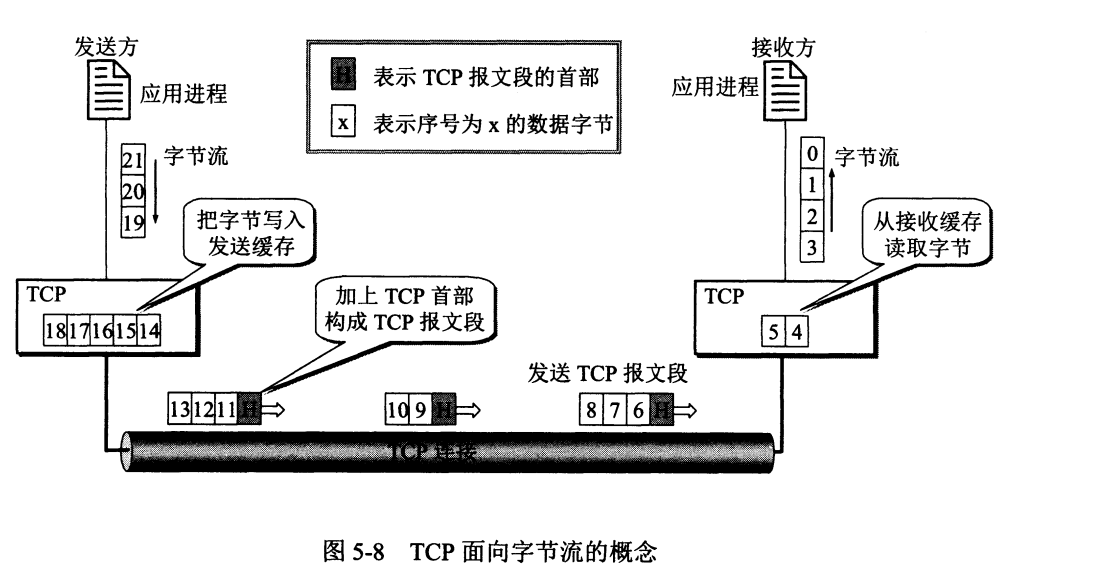 发送方
应用进程
21
20
19
字节流
把字节写入
发送缓存
TCP
18 17 16 15 14
H 表示 TCP 报文段的首部
x 表示序号为 x 的数据字节
接收方
应用进程
0
1
2
3
字节流
从接收缓存
读取字节
TCP
5 4
加上 TCP 首部
构成 TCP 报文段
发送 TCP 报文段
13 12 11 H
10 9 H
8 7 6 H
TCP 连接
图 5-8 TCP 面向字节流的概念